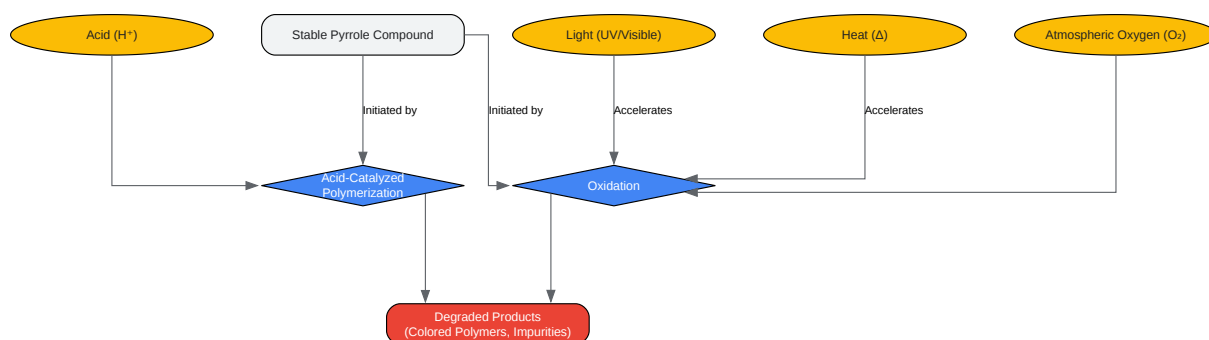 Acid (H⁺)
Stable Pyrrole Compound
Light (UV/Visible)
Heat (Δ)
Atmospheric Oxygen (O₂)
Initiated by
Initiated by
Accelerates
Accelerates
Acid-Catalyzed
Polymerization
Oxidation
Degraded Products
(Colored Polymers, Impurities)